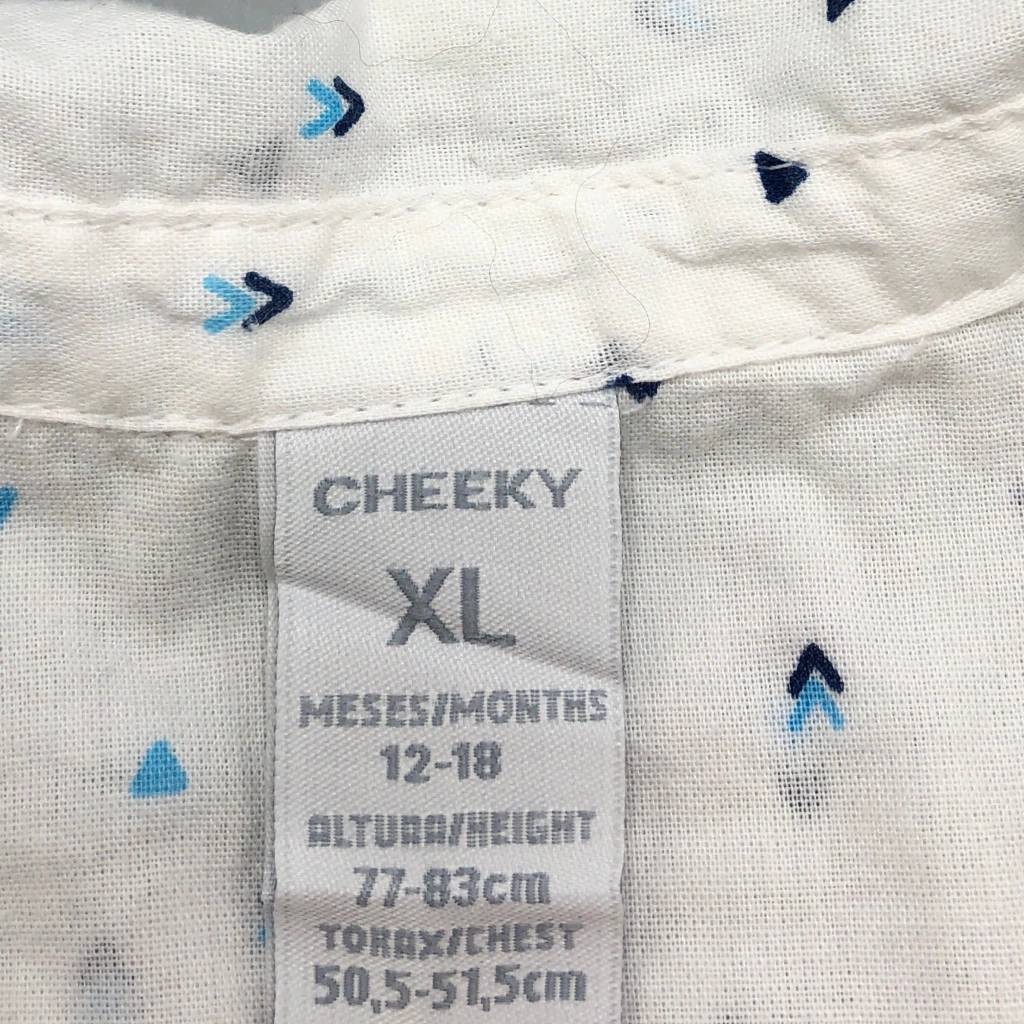 CHEEKY
XL
MESES/MONTHS
12-18
ALTURA/HEIGHT
77-83cm
TORAX/CHEST
50,5-51,5cm